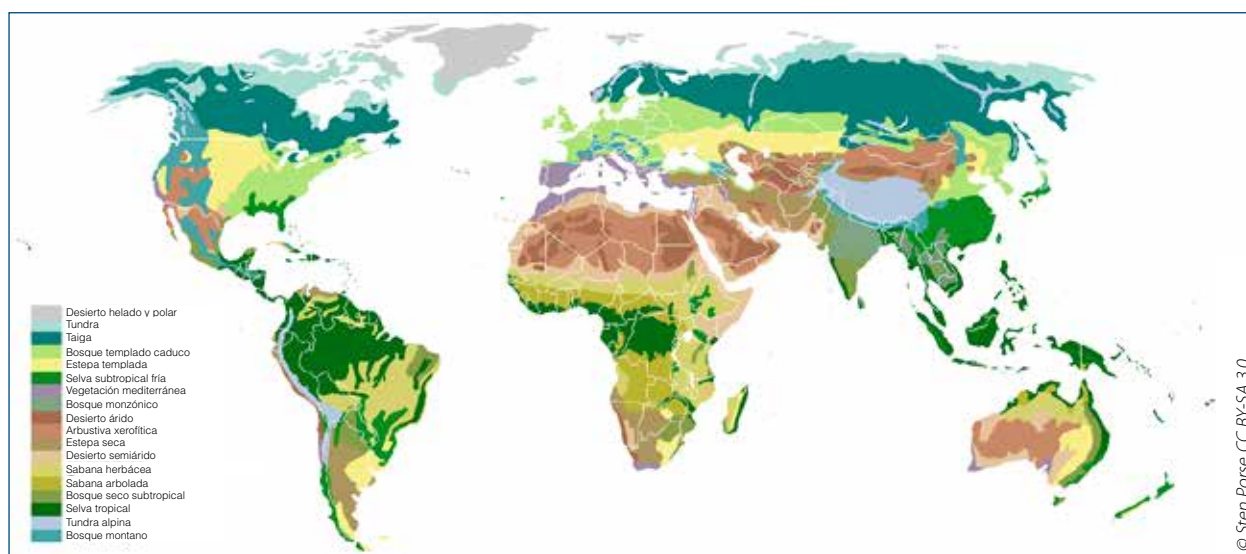 Desierto helado y polar
Tundra
Taiga
Bosque templado caduco
Estepa templada
Selva subtropical fría
Vegetación mediterránea
Bosque monzónico
Desierto árido
Arbustiva xerofítica
Estepa seca
Desierto semiárido
Sabana herbácea
Sabana arbolada
Bosque seco subtropical
Selva tropical
Tundra alpina
Bosque montano
© Sten Porse CC BY-SA 3.0